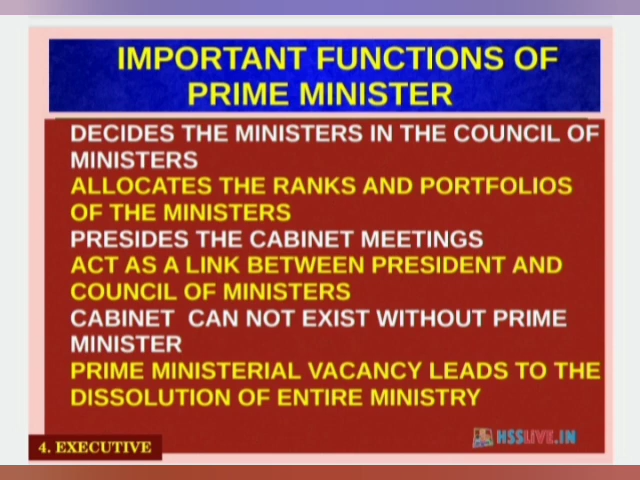 IMPORTANT FUNCTIONS OF
PRIME MINISTER
DECIDES THE MINISTERS IN THE COUNCIL OF
MINISTERS
ALLOCATES THE RANKS AND PORTFOLIOS
OF THE MINISTERS
PRESIDES THE CABINET MEETINGS
ACT AS A LINK BETWEEN PRESIDENT AND
COUNCIL OF MINISTERS
CABINET CAN NOT EXIST WITHOUT PRIME
MINISTER
PRIME MINISTERIAL VACANCY LEADS TO THE
DISSOLUTION OF ENTIRE MINISTRY
HSSLIVE.IN
4. EXECUTIVE